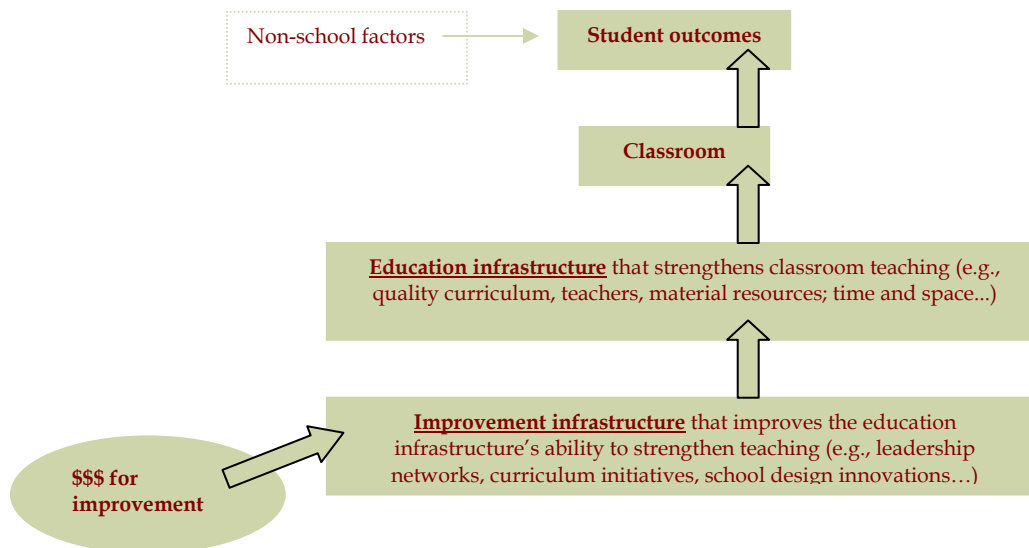 Non-school factors
Student outcomes
Classroom
Education infrastructure that strengthens classroom teaching (e.g.,
quality curriculum, teachers, material resources; time and space...)
Improvement infrastructure that improves the education
infrastructure's ability to strengthen teaching (e.g., leadership
networks, curriculum initiatives, school design innovations…)
$$$ for
improvement